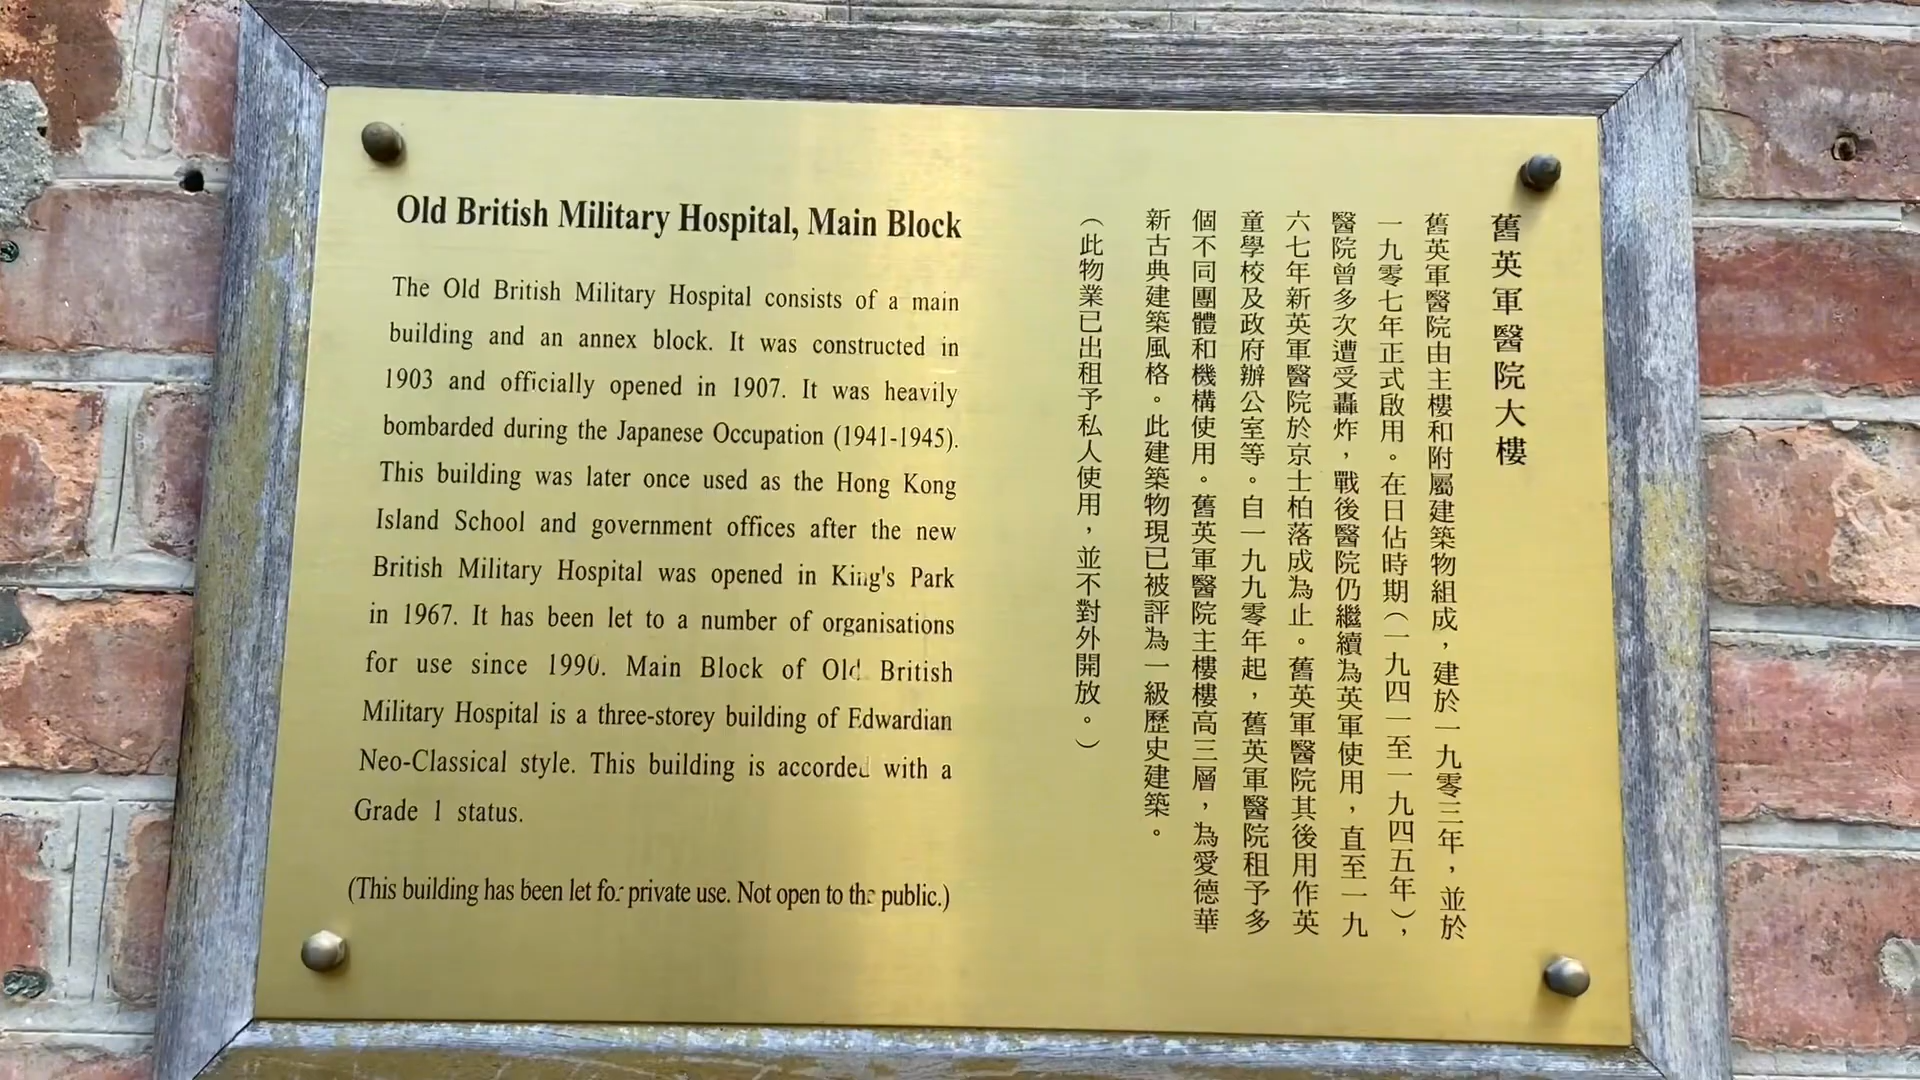 Old British Military Hospital, Main Block
The Old British Military Hospital consists of a main
building and an annex block. It was constructed in
1903 and officially opened in 1907. It was heavily
bombarded during the Japanese Occupation (1941-1945).
This building was later once used as the Hong Kong
Island School and government offices after the new
British Military Hospital was opened in King's Park
in 1967. It has been let to a number of organisations
for use since 1990. Main Block of Old British
Military Hospital is a three-storey building of Edwardian
Neo-Classical style. This building is accorded with a
Grade 1 status.
(This building has been let for private use. Not open to the public.)
舊英軍醫院大樓
舊英軍醫院由主樓和附屬建築物組成，建於一九零三年，並於
一九零七年正式啟用。在日佔時期（一九四一至一九四五年），
醫院曾多次遭受轟炸，戰後醫院仍繼續為英軍使用，直至一九
六七年新英軍醫院於京士柏落成為止。舊英軍醫院其後用作英
童學校及政府辦公室等。自一九九零年起，舊英軍醫院租予多
個不同團體和機構使用。舊英軍醫院主樓樓高三層，為愛德華
新古典建築風格。此建築物現已被評為一級歷史建築。
（此物業已出租予私人使用，並不對外開放。）